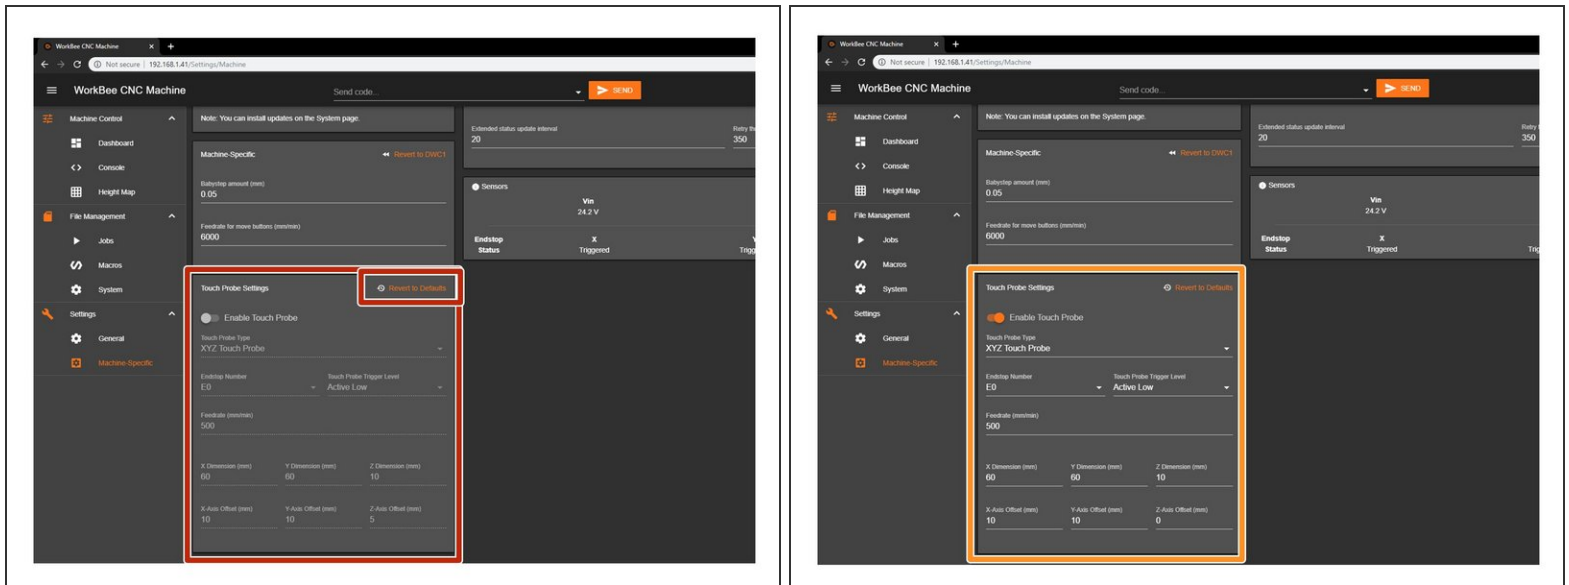 WorkBee CNC Machine
Not secure | 192.168.1.41/Settings/Machine
WorkBee CNC Machine
Send code...
SEND
Machine Control
Dashboard
Console
Height Map
File Management
Jobs
Macros
System
Settings
General
Machine-Specific
Note: You can install updates on the System page.
Machine-Specific
Revert to DWC1
Babystep amount (mm)
0.05
Feedrate for move buttons (mm/min)
6000
Touch Probe Settings
Revert to Defaults
Enable Touch Probe
Touch Probe Type
XYZ Touch Probe
Endstop Number Touch Probe Trigger Level
E0 Active Low
Feedrate (mm/min)
500
X Dimension (mm) Y Dimension (mm) Z Dimension (mm)
60 60 10
X-Axis Offset (mm) Y-Axis Offset (mm) Z-Axis Offset (mm)
10 10 5
Extended status update interval
20
350
Sensors
Vin
24.2 V
Endstop X
Status Triggered
WorkBee CNC Machine
Not secure | 192.168.1.41/Settings/Machine
WorkBee CNC Machine
Send code...
SEND
Machine Control
Dashboard
Console
Height Map
File Management
Jobs
Macros
System
Settings
General
Machine-Specific
Note: You can install updates on the System page.
Machine-Specific
Revert to DWC1
Babystep amount (mm)
0.05
Feedrate for move buttons (mm/min)
6000
Touch Probe Settings
Revert to Defaults
Enable Touch Probe
Touch Probe Type
XYZ Touch Probe
Endstop Number Touch Probe Trigger Level
E0 Active Low
Feedrate (mm/min)
500
X Dimension (mm) Y Dimension (mm) Z Dimension (mm)
60 60 10
X-Axis Offset (mm) Y-Axis Offset (mm) Z-Axis Offset (mm)
10 10 0
Extended status update interval
20
Retry
350
Sensors
Vin
24.2 V
Endstop X
Status Triggered